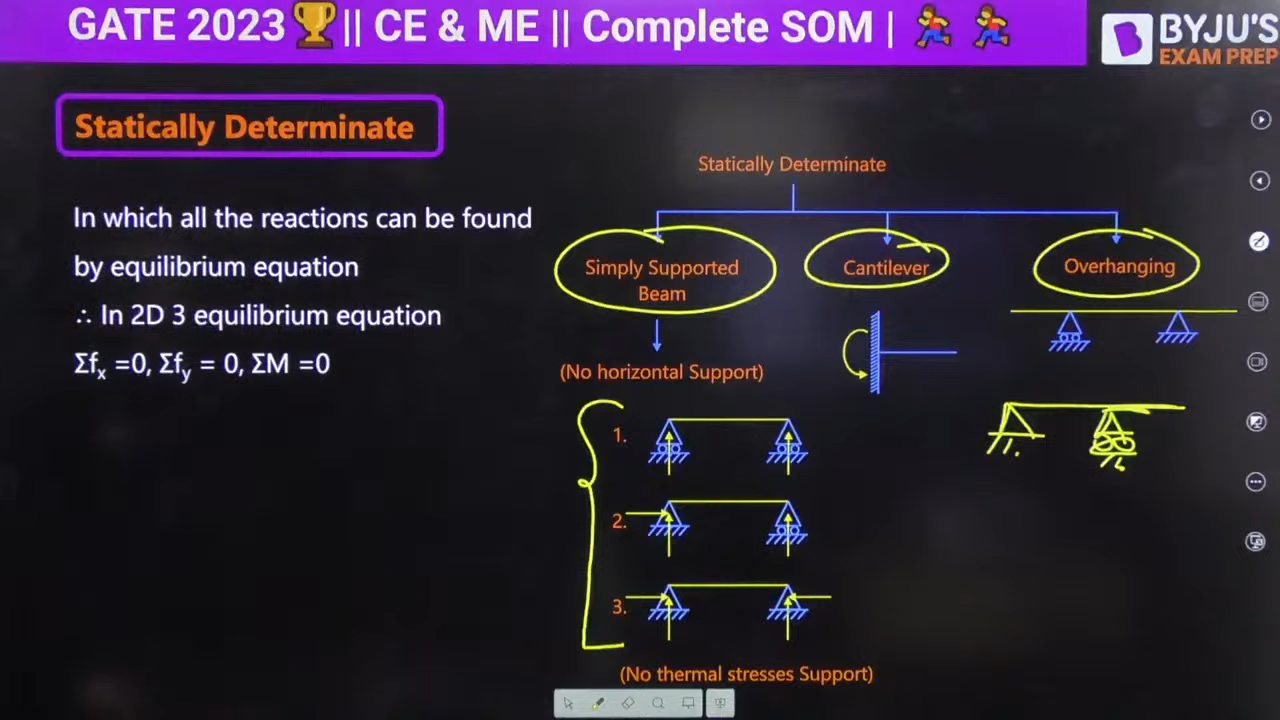 GATE 2023🏆|| CE & ME || Complete SOM | 🏃 🏃
BYJU'S
EXAM PREP
Statically Determinate
In which all the reactions can be found
by equilibrium equation
∴ In 2D 3 equilibrium equation
Σfx =0, Σfy = 0, ΣM =0
Statically Determinate
Simply Supported
Beam
Cantilever
Overhanging
(No horizontal Support)
1.
2.
3.
(No thermal stresses Support)